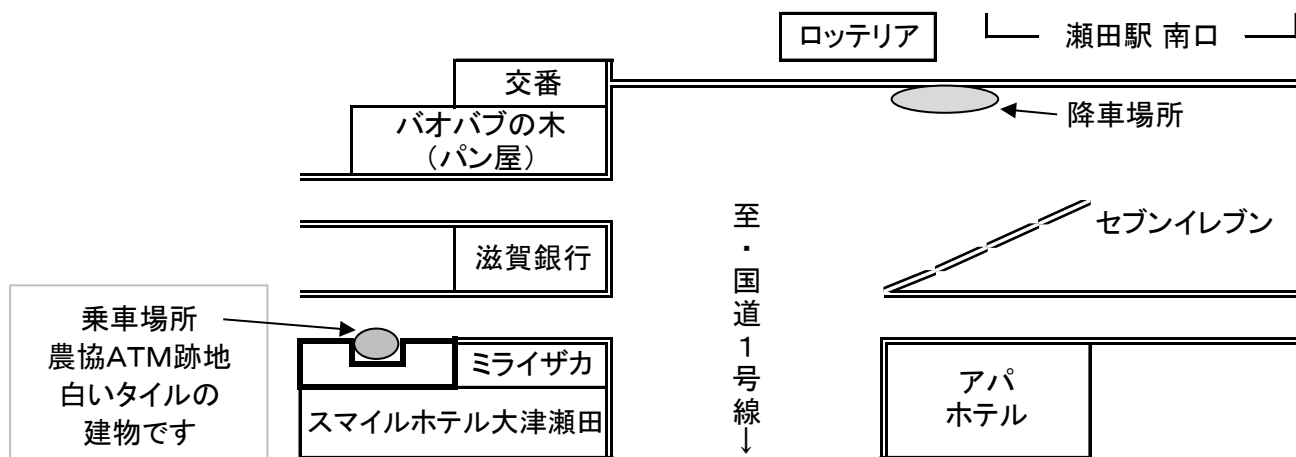 ロッテリア
瀬田駅 南口
交番
降車場所
バオバブの木
(パン屋)
セブンイレブン
滋賀銀行
至・国道1号線→
乗車場所
農協ATM跡地
白いタイルの
建物です
ミライザカ
スマイルホテル大津瀬田
アパ
ホテル